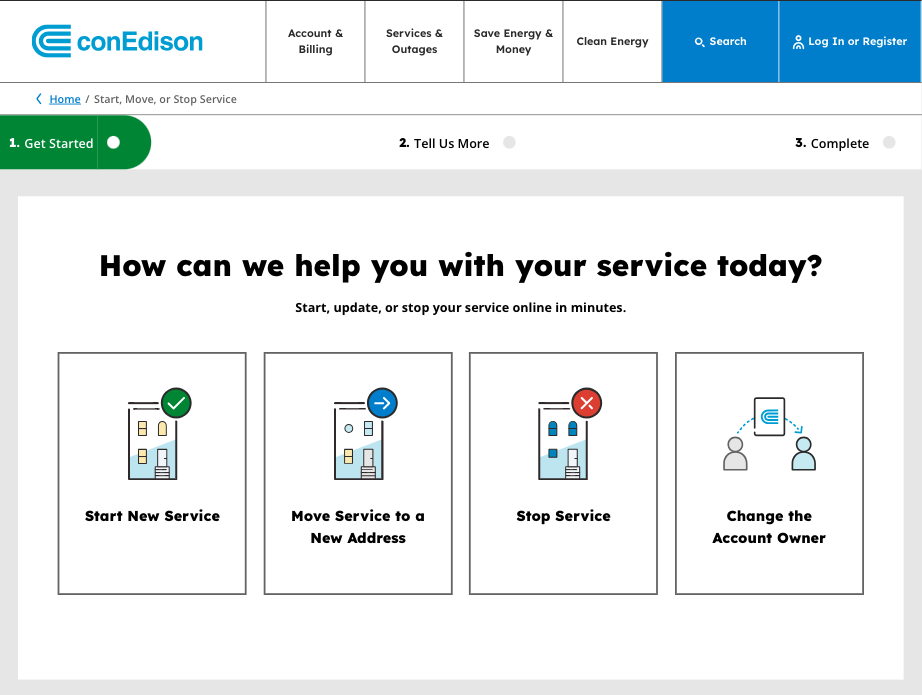 conEdison
Account &
Billing
Services &
Outages
Save Energy &
Money
Clean Energy
Search
Log In or Register
Home / Start, Move, or Stop Service
1. Get Started
2. Tell Us More
3. Complete
How can we help you with your service today?
Start, update, or stop your service online in minutes.
Start New Service
Move Service to a
New Address
Stop Service
Change the
Account Owner